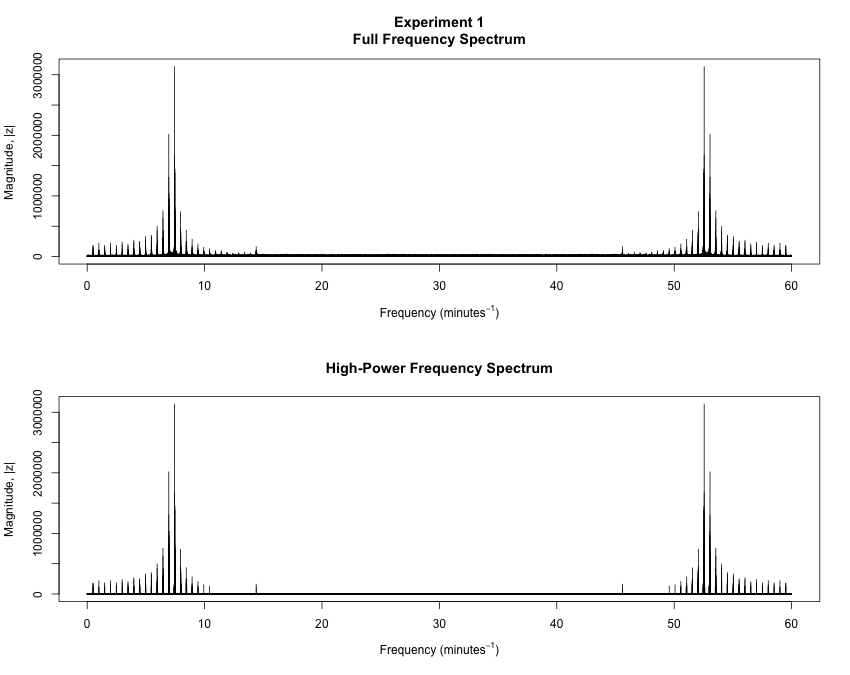 Experiment 1
Full Frequency Spectrum
Magnitude, |z|
3000000
2000000
1000000
0
0 10 20 30 40 50 60
Frequency (minutes⁻¹)
High-Power Frequency Spectrum
Magnitude, |z|
3000000
2000000
1000000
0
0 10 20 30 40 50 60
Frequency (minutes⁻¹)